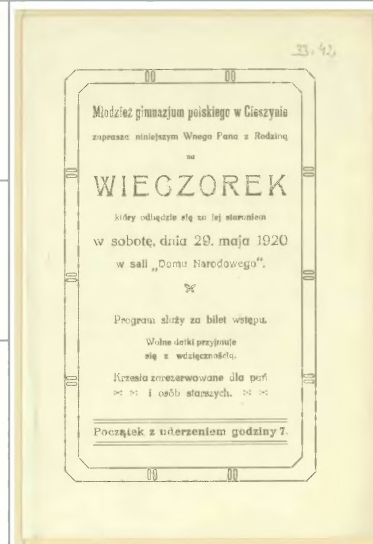 33.42.
Młodzież gimnazjum polskiego w Cieszynie
zaprasza niniejszym Wnego Pana z Rodziną
na
WIECZOREK
który odbędzie się za jej staraniem
w sobotę, dnia 29. maja 1920
w sali „Domu Narodowego".
Program służy za bilet wstępu.
Wolne datki przyjmuje
się z wdzięcznością.
Krzesła zarezerwowane dla pań
i osób starszych.
Początek z uderzeniem godziny 7.